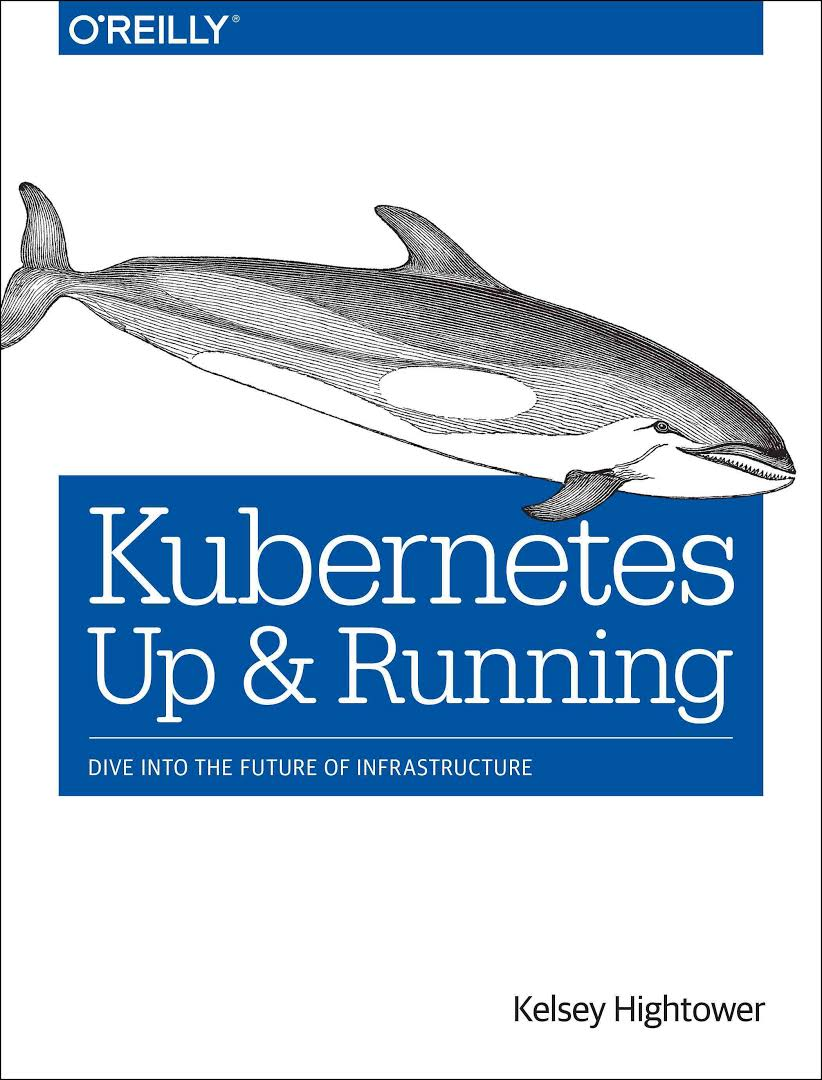 O'REILLY®
Kubernetes
Up & Running
DIVE INTO THE FUTURE OF INFRASTRUCTURE
Kelsey Hightower